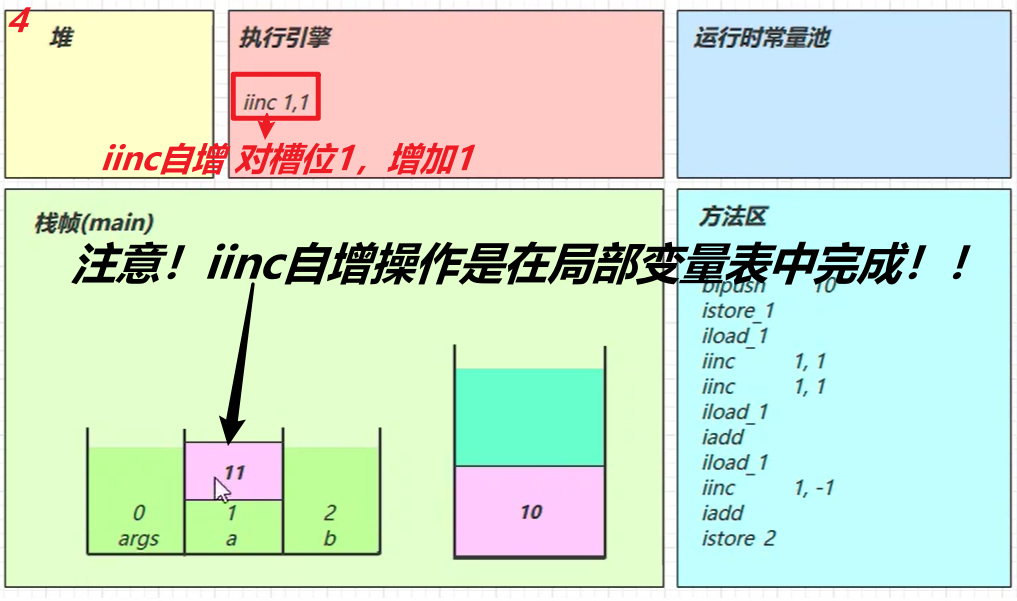 4
堆
执行引擎
运行时常量池
iinc 1,1
iinc自增 对槽位1，增加1
栈帧(main)
方法区
注意！iinc自增操作是在局部变量表中完成！！
bipush 10
istore_1
iload_1
iinc 1, 1
iinc 1, 1
iload_1
iadd
iload_1
iinc 1, -1
iadd
istore 2
11
10
0 1 2
args a b